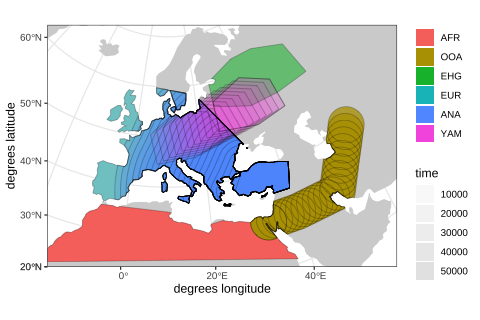 60°N
50°N
40°N
30°N
20°N
0°
20°E
40°E
degrees longitude
degrees latitude
AFR
OOA
EHG
EUR
ANA
YAM
time
10000
20000
30000
40000
50000